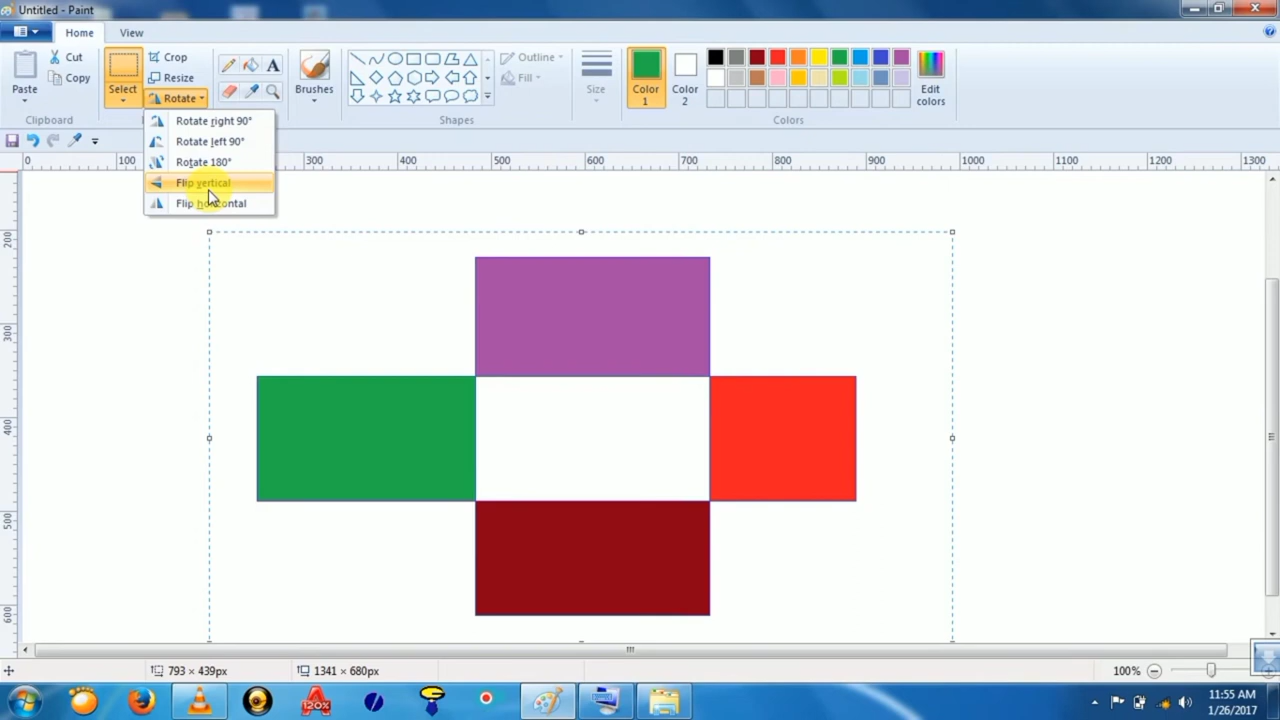 Untitled - Paint
Home View
Paste Cut Copy
Select Crop Resize Rotate
A
Brushes
Outline Fill
Size
Color 1
Color 2
Edit colors
Clipboard Shapes Colors
Rotate right 90°
Rotate left 90°
Rotate 180°
Flip vertical
Flip horizontal
0 100 300 400 500 600 700 800 900 1000 1100 1200 1300
200
300
400
500
600
793 × 439px 1341 × 680px 100%
120%
11:55 AM
1/26/2017